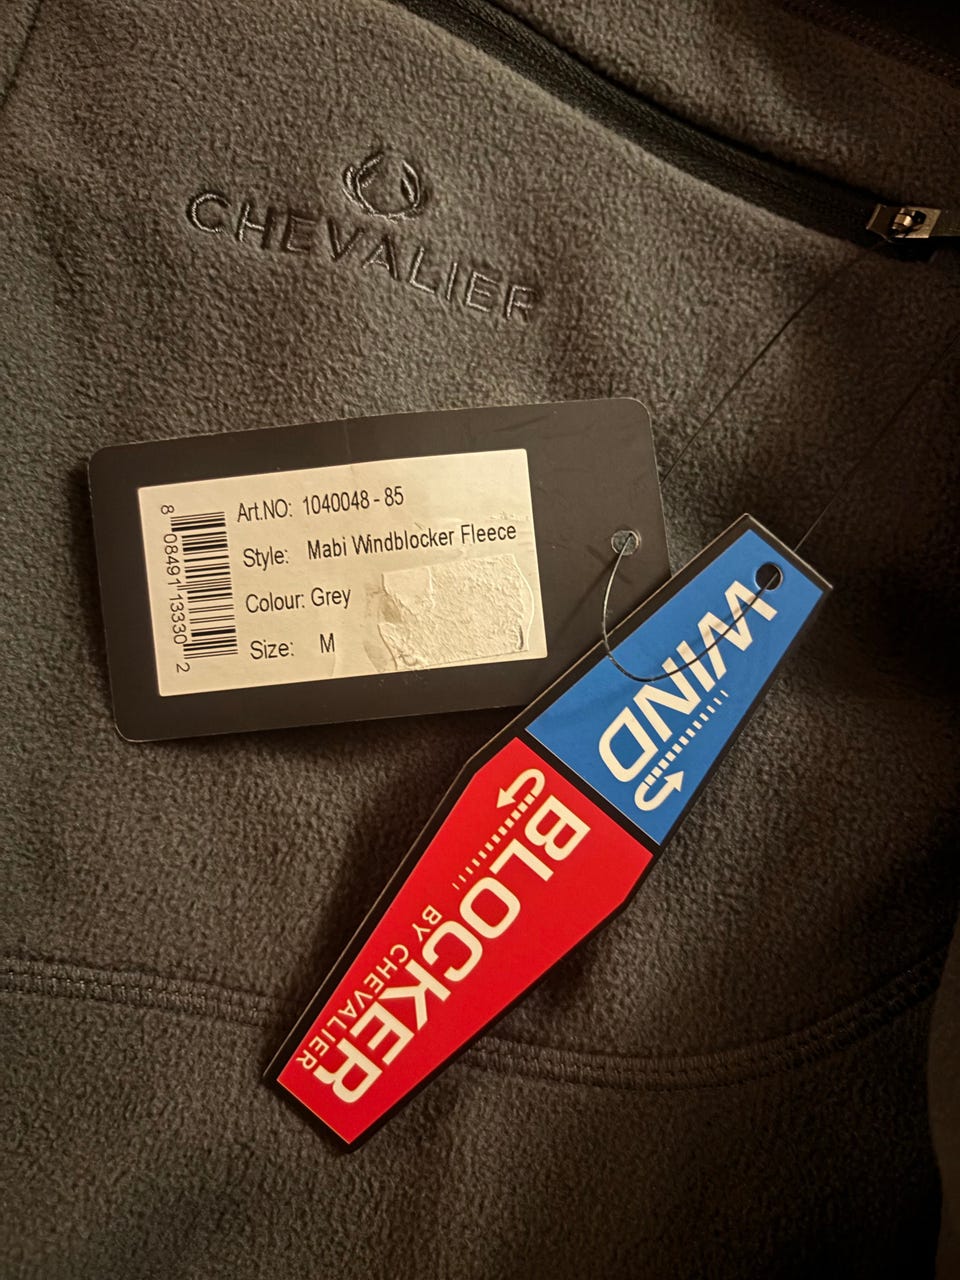 CHEVALIER
Art.NO: 1040048 - 85
Style: Mabi Windblocker Fleece
Colour: Grey
Size: M
8 08491 13330 2
WIND
BLOCKER
BY CHEVALIER